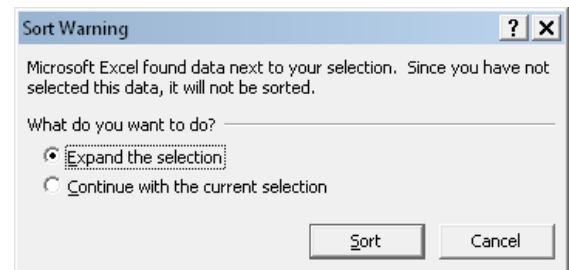 Sort Warning
Microsoft Excel found data next to your selection.  Since you have not
selected this data, it will not be sorted.
What do you want to do?
Expand the selection
Continue with the current selection
Sort Cancel